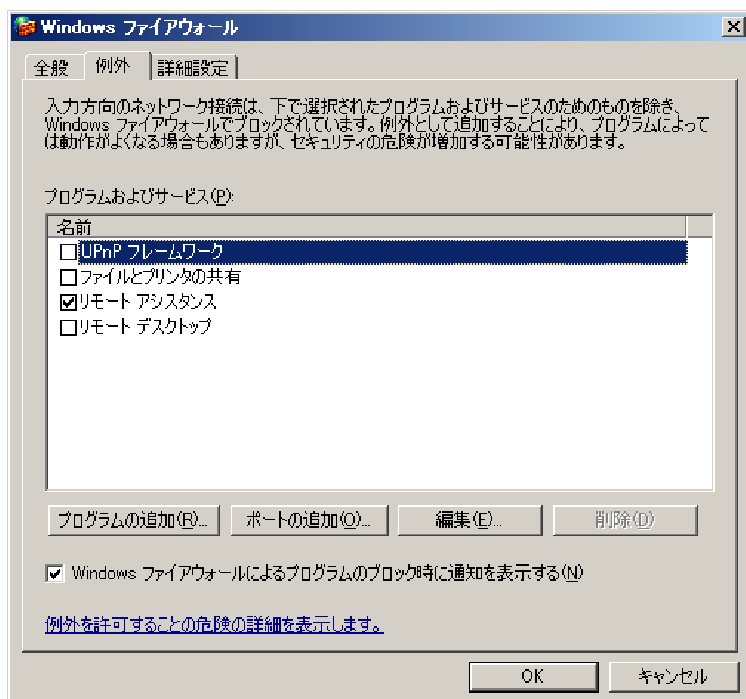 Windows ファイアウォール
全般
例外
詳細設定
入力方向のネットワーク接続は、下で選択されたプログラムおよびサービスのためのものを除き、
Windows ファイアウォールでブロックされています。例外として追加することにより、プログラムによって
は動作がよくなる場合もありますが、セキュリティの危険が増加する可能性があります。
プログラムおよびサービス(P):
名前
UPnP フレームワーク
ファイルとプリンタの共有
リモート アシスタンス
リモート デスクトップ
プログラムの追加(R)...
ポートの追加(O)...
編集(E)...
削除(D)
Windows ファイアウォールによるプログラムのブロック時に通知を表示する(N)
例外を許可することの危険の詳細を表示します。
OK
キャンセル